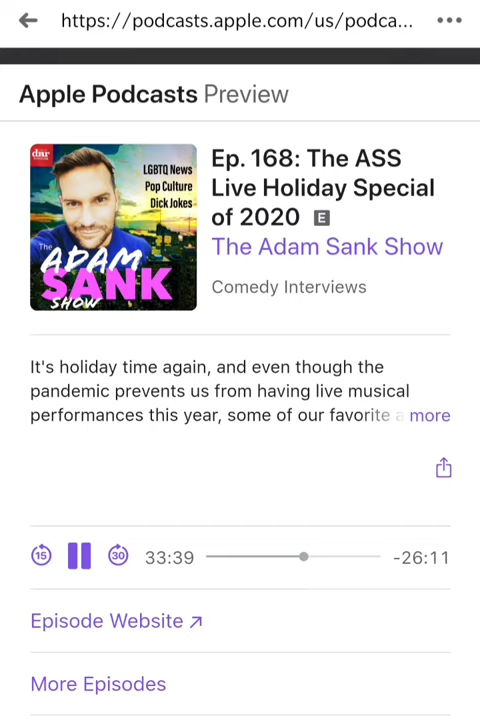 https://podcasts.apple.com/us/podca...
Apple Podcasts Preview
dnr
LGBTQ News
Pop Culture
Dick Jokes
The
ADAM
SANK
SHOW
Ep. 168: The ASS
Live Holiday Special
of 2020 E
The Adam Sank Show
Comedy Interviews
It's holiday time again, and even though the
pandemic prevents us from having live musical
performances this year, some of our favorite a more
15 30 33:39 -26:11
Episode Website ↗
More Episodes